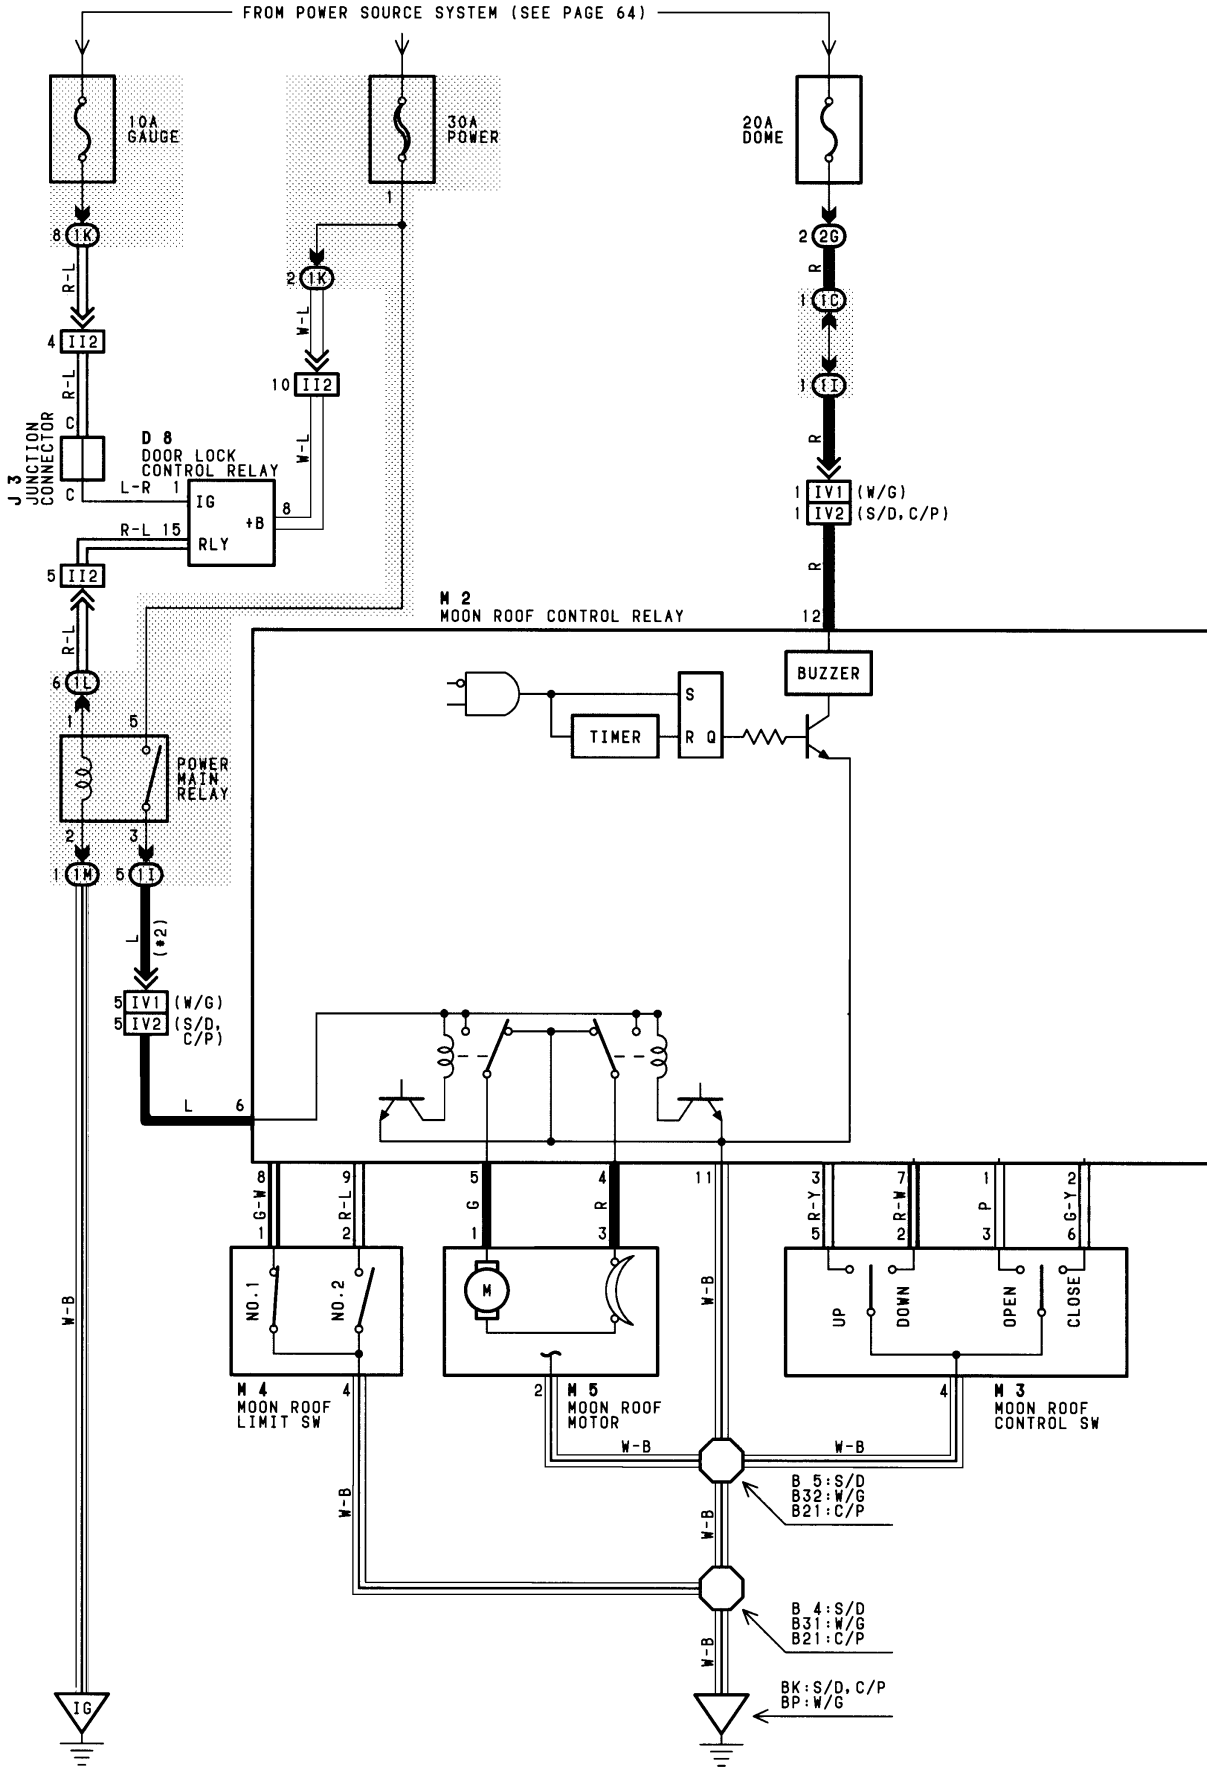 FROM POWER SOURCE SYSTEM (SEE PAGE 64)
10A
GAUGE
30A
POWER
20A
DOME
1
8 1K
2 2G
R-L
R
2 1K
1 1C
W-L
4 II2
10 II2
1 1I
R-L
W-L
R
C
J 3
JUNCTION
CONNECTOR
D 8
DOOR LOCK
CONTROL RELAY
C
L-R 1
IG
8
+B
R-L 15
RLY
1 IV1 (W/G)
1 IV2 (S/D,C/P)
5 II2
R
R-L
M 2
MOON ROOF CONTROL RELAY
12
6 1L
BUZZER
S
TIMER
R Q
1
5
POWER
MAIN
RELAY
2
3
1 1M
5 1I
L
(*2)
5 IV1 (W/G)
5 IV2 (S/D,
C/P)
L 6
8
9
5
4
11
3
7
1
2
G-W
R-L
G
R
R-Y
R-W
P
G-Y
1
2
1
3
5
2
3
6
NO.1
NO.2
M
W-B
UP
DOWN
OPEN
CLOSE
W-B
M 4
MOON ROOF
LIMIT SW
4
2
M 5
MOON ROOF
MOTOR
4
M 3
MOON ROOF
CONTROL SW
W-B
W-B
B 5:S/D
B32:W/G
B21:C/P
W-B
W-B
B 4:S/D
B31:W/G
B21:C/P
W-B
BK:S/D,C/P
BP:W/G
IG